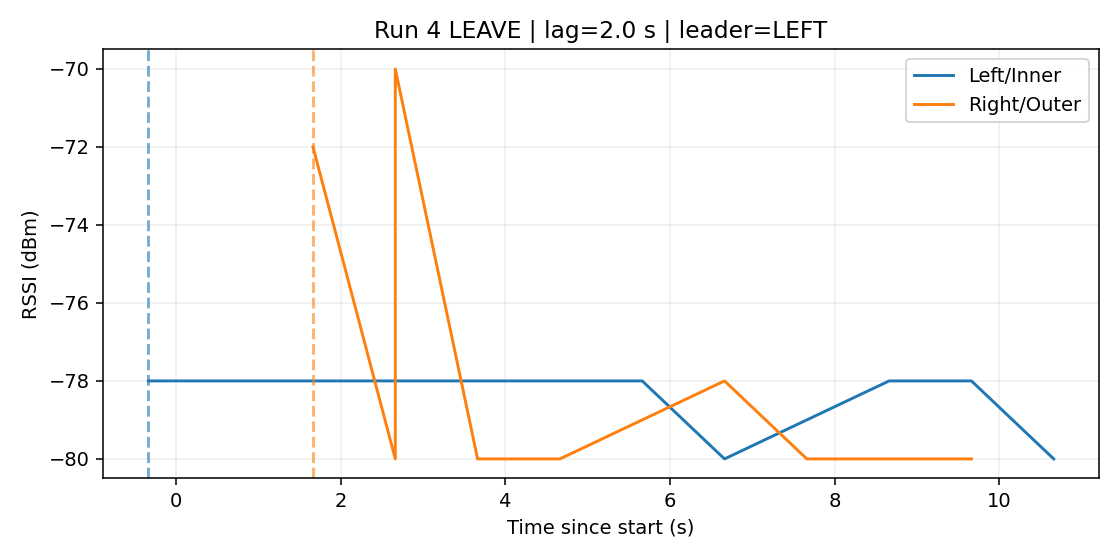 Run 4 LEAVE | lag=2.0 s | leader=LEFT
Left/Inner
Right/Outer
RSSI (dBm)
−70
−72
−74
−76
−78
−80
0 2 4 6 8 10
Time since start (s)